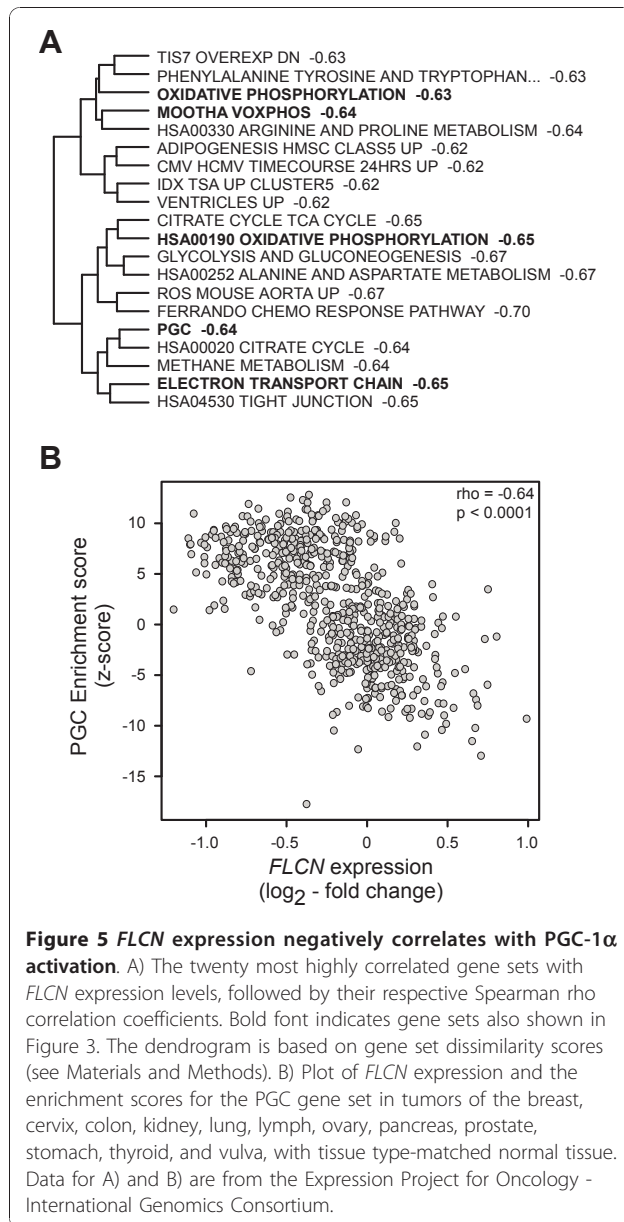 A
TIS7 OVEREXP DN -0.63
PHENYLALANINE TYROSINE AND TRYPTOPHAN... -0.63
OXIDATIVE PHOSPHORYLATION -0.63
MOOTHA VOXPHOS -0.64
HSA00330 ARGININE AND PROLINE METABOLISM -0.64
ADIPOGENESIS HMSC CLASS5 UP -0.62
CMV HCMV TIMECOURSE 24HRS UP -0.62
IDX TSA UP CLUSTER5 -0.62
VENTRICLES UP -0.62
CITRATE CYCLE TCA CYCLE -0.65
HSA00190 OXIDATIVE PHOSPHORYLATION -0.65
GLYCOLYSIS AND GLUCONEOGENESIS -0.67
HSA00252 ALANINE AND ASPARTATE METABOLISM -0.67
ROS MOUSE AORTA UP -0.67
FERRANDO CHEMO RESPONSE PATHWAY -0.70
PGC -0.64
HSA00020 CITRATE CYCLE -0.64
METHANE METABOLISM -0.64
ELECTRON TRANSPORT CHAIN -0.65
HSA04530 TIGHT JUNCTION -0.65
B
rho = -0.64
p < 0.0001
PGC Enrichment score
(z-score)
10
5
0
-5
-10
-15
-1.0 -0.5 0 0.5 1.0
FLCN expression
(log2 - fold change)
Figure 5 FLCN expression negatively correlates with PGC-1α
activation. A) The twenty most highly correlated gene sets with
FLCN expression levels, followed by their respective Spearman rho
correlation coefficients. Bold font indicates gene sets also shown in
Figure 3. The dendrogram is based on gene set dissimilarity scores
(see Materials and Methods). B) Plot of FLCN expression and the
enrichment scores for the PGC gene set in tumors of the breast,
cervix, colon, kidney, lung, lymph, ovary, pancreas, prostate,
stomach, thyroid, and vulva, with tissue type-matched normal tissue.
Data for A) and B) are from the Expression Project for Oncology -
International Genomics Consortium.